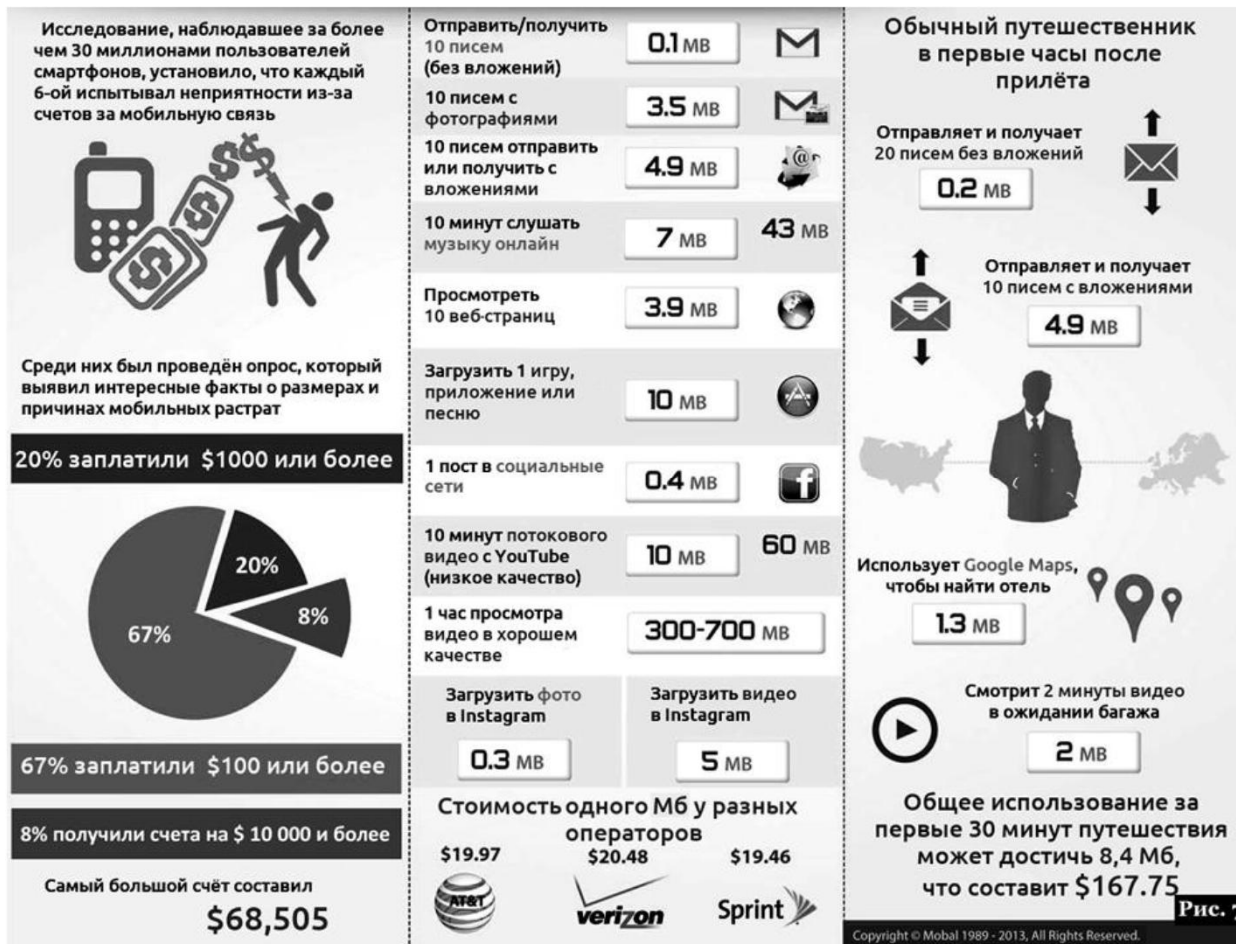 Исследование, наблюдавшее за более
чем 30 миллионами пользователей
смартфонов, установило, что каждый
6-ой испытывал неприятности из-за
счетов за мобильную связь
Среди них был проведён опрос, который
выявил интересные факты о размерах и
причинах мобильных растрат
20% заплатили $1000 или более
20%
8%
67%
67% заплатили $100 или более
8% получили счета на $ 10 000 и более
Самый большой счёт составил
$68,505
Отправить/получить
10 писем
(без вложений)
0.1 MB
10 писем с
фотографиями
3.5 MB
10 писем отправить
или получить с
вложениями
4.9 MB
10 минут слушать
музыку онлайн
7 MB
43 MB
Просмотреть
10 веб-страниц
3.9 MB
Загрузить 1 игру,
приложение или
песню
10 MB
1 пост в социальные
сети
0.4 MB
10 минут потокового
видео с YouTube
(низкое качество)
10 MB
60 MB
1 час просмотра
видео в хорошем
качестве
300-700 MB
Загрузить фото
в Instagram
0.3 MB
Загрузить видео
в Instagram
5 MB
Стоимость одного Мб у разных
операторов
$19.97
$20.48
$19.46
AT&T
verizon
Sprint
Обычный путешественник
в первые часы после
прилёта
Отправляет и получает
20 писем без вложений
0.2 MB
Отправляет и получает
10 писем с вложениями
4.9 MB
Использует Google Maps,
чтобы найти отель
1.3 MB
Смотрит 2 минуты видео
в ожидании багажа
2 MB
Общее использование за
первые 30 минут путешествия
может достичь 8,4 Мб,
что составит $167.75
Рис. 7
Copyright © Mobal 1989 - 2013, All Rights Reserved.